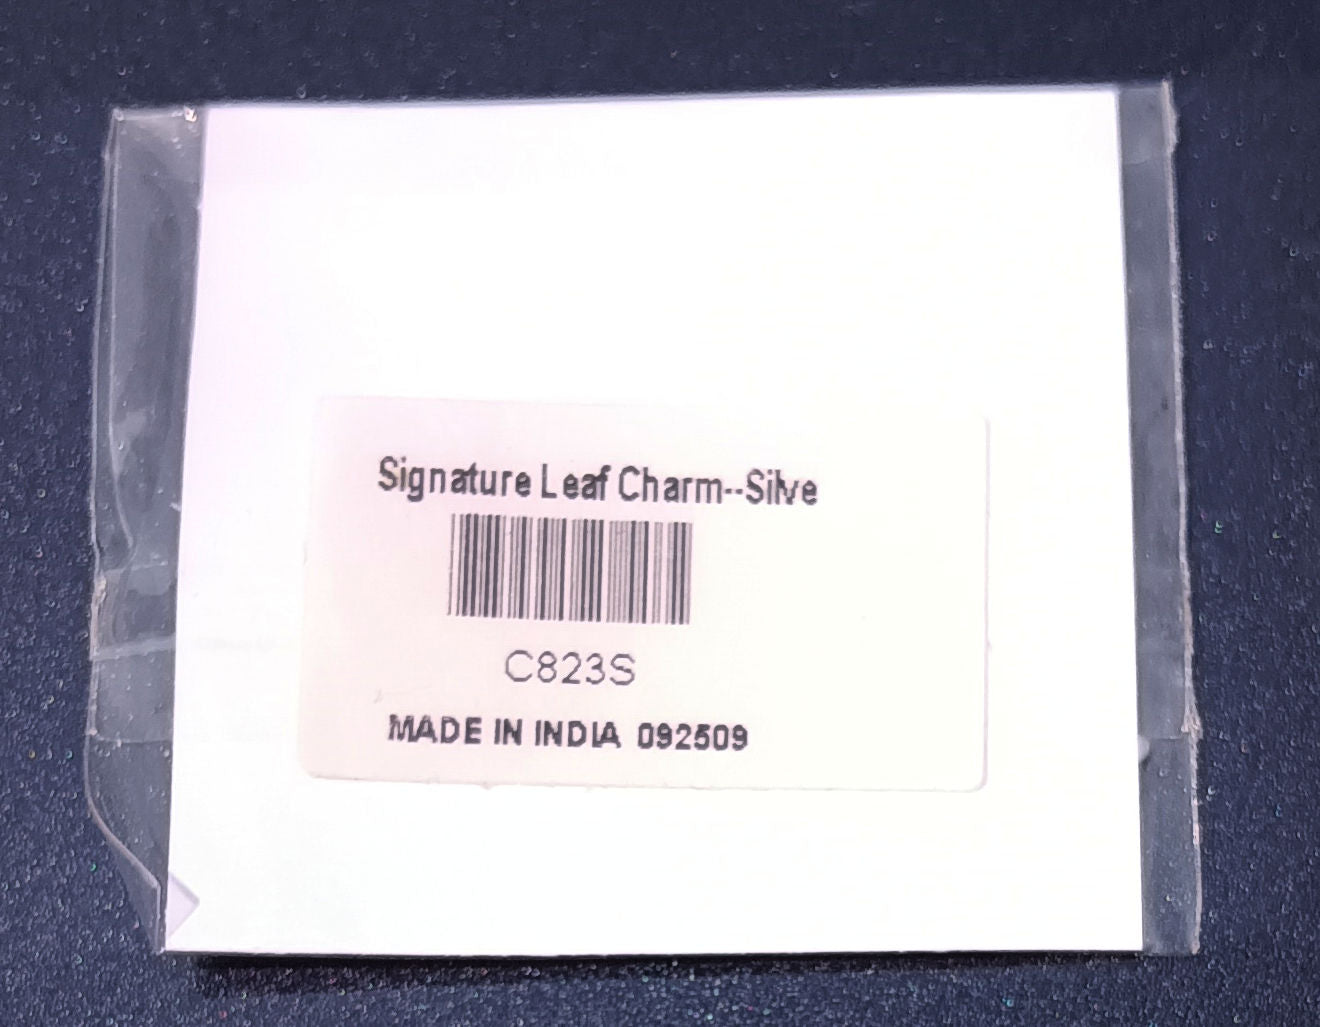 Signature Leaf Charm--Silve
C823S
MADE IN INDIA 092509